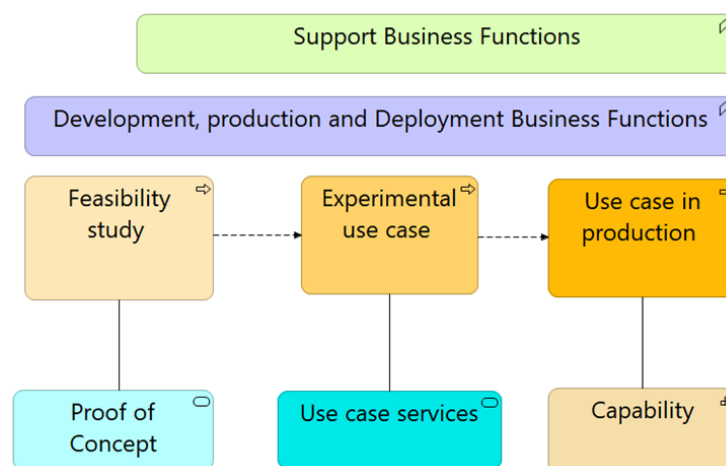 Support Business Functions
Development, production and Deployment Business Functions
Feasibility
study
Experimental
use case
Use case in
production
Proof of
Concept
Use case services
Capability